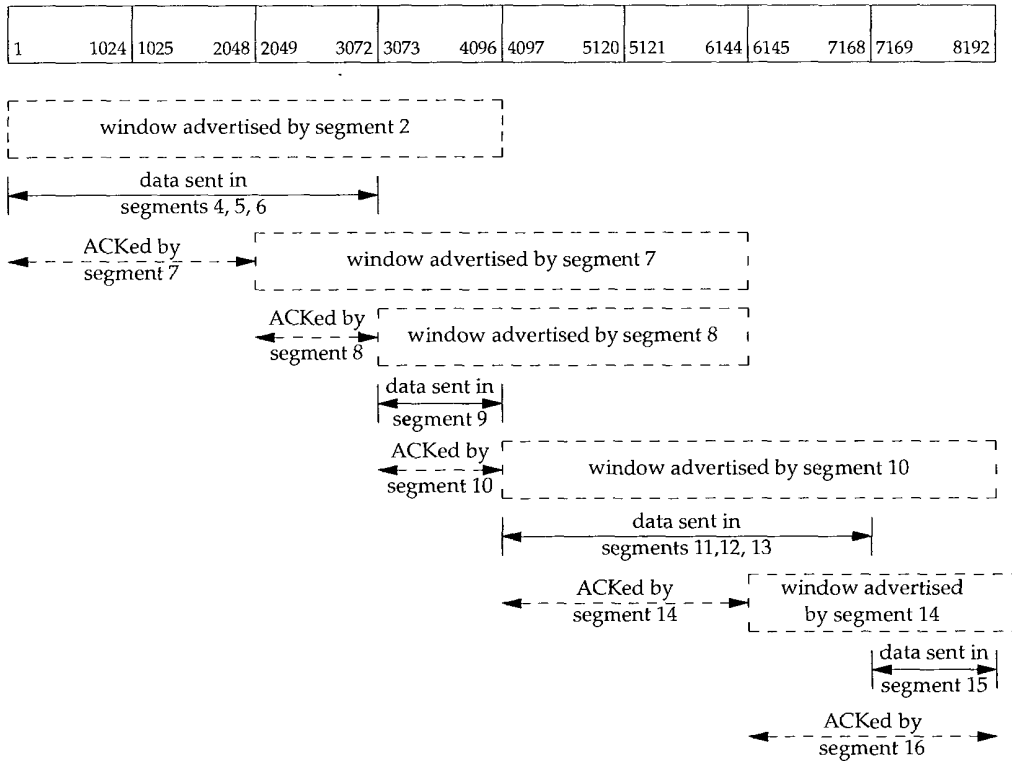 1 1024 1025 2048 2049 3072 3073 4096 4097 5120 5121 6144 6145 7168 7169 8192
window advertised by segment 2
data sent in
segments 4, 5, 6
ACKed by
segment 7
window advertised by segment 7
ACKed by
segment 8
window advertised by segment 8
data sent in
segment 9
ACKed by
segment 10
window advertised by segment 10
data sent in
segments 11,12, 13
ACKed by
segment 14
window advertised
by segment 14
data sent in
segment 15
ACKed by
segment 16